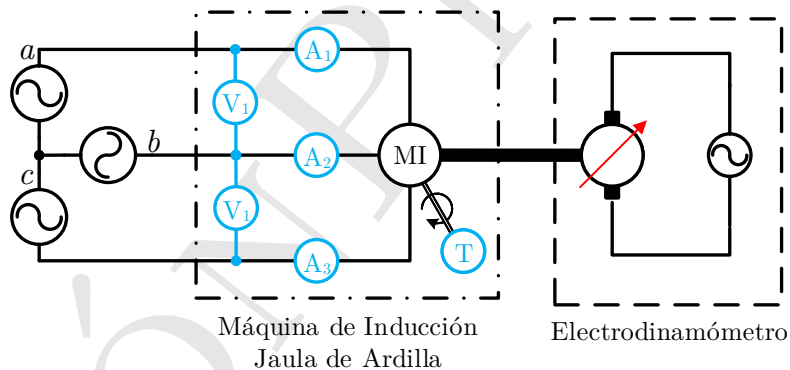 a
A₁
V₁
b
A₂
MI
c
V₁
A₃
T
Máquina de Inducción
Jaula de Ardilla
Electrodinamómetro